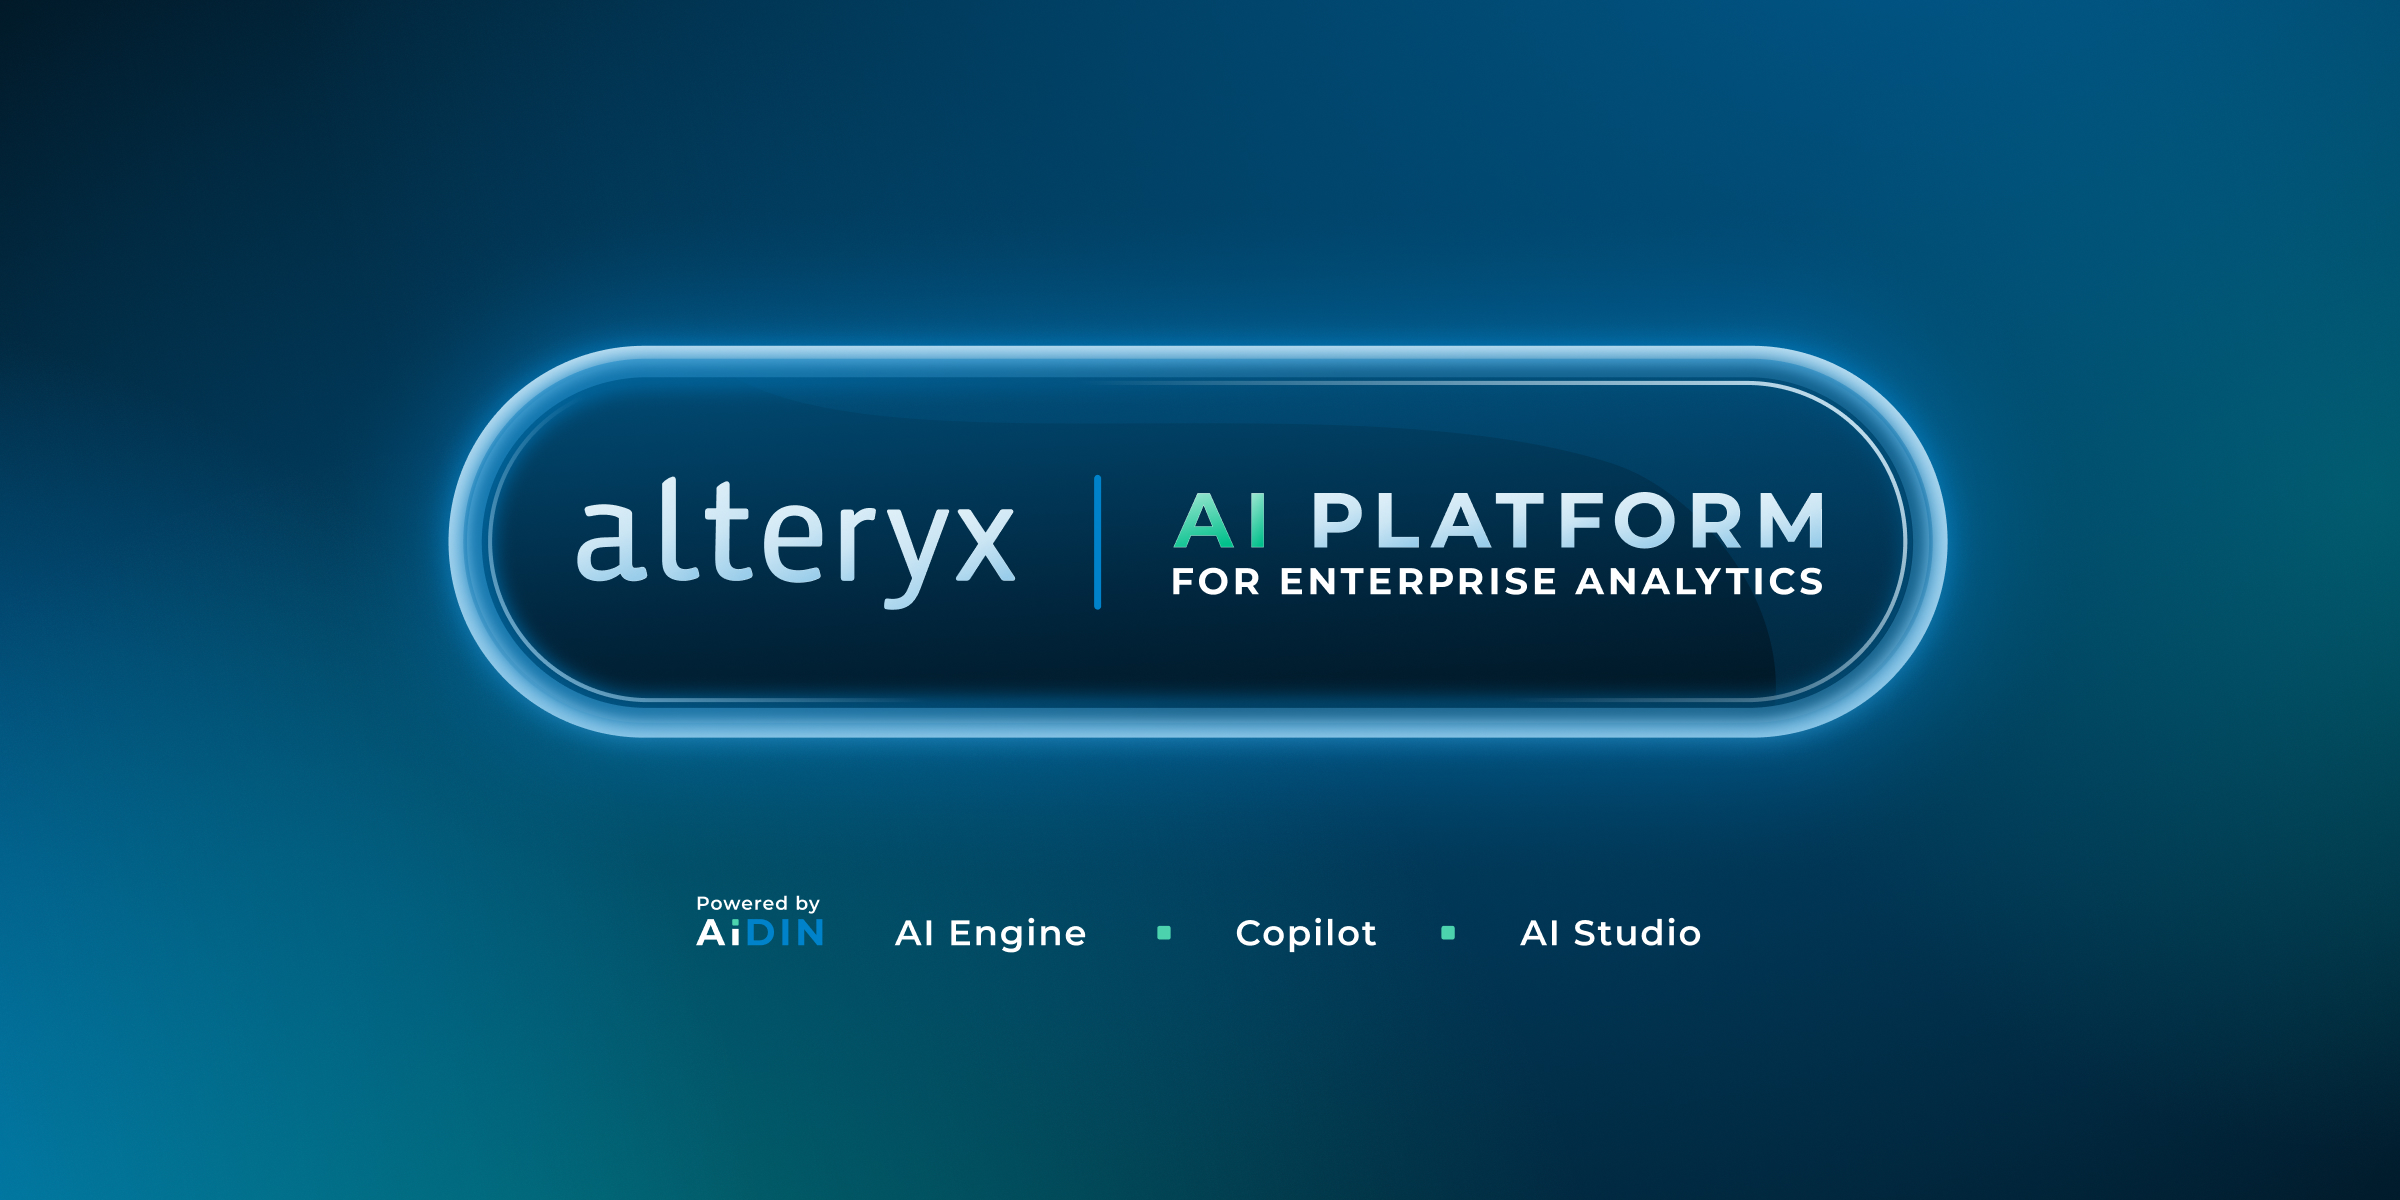 alteryx
AI PLATFORM
FOR ENTERPRISE ANALYTICS
Powered by
AiDIN
AI Engine
Copilot
AI Studio